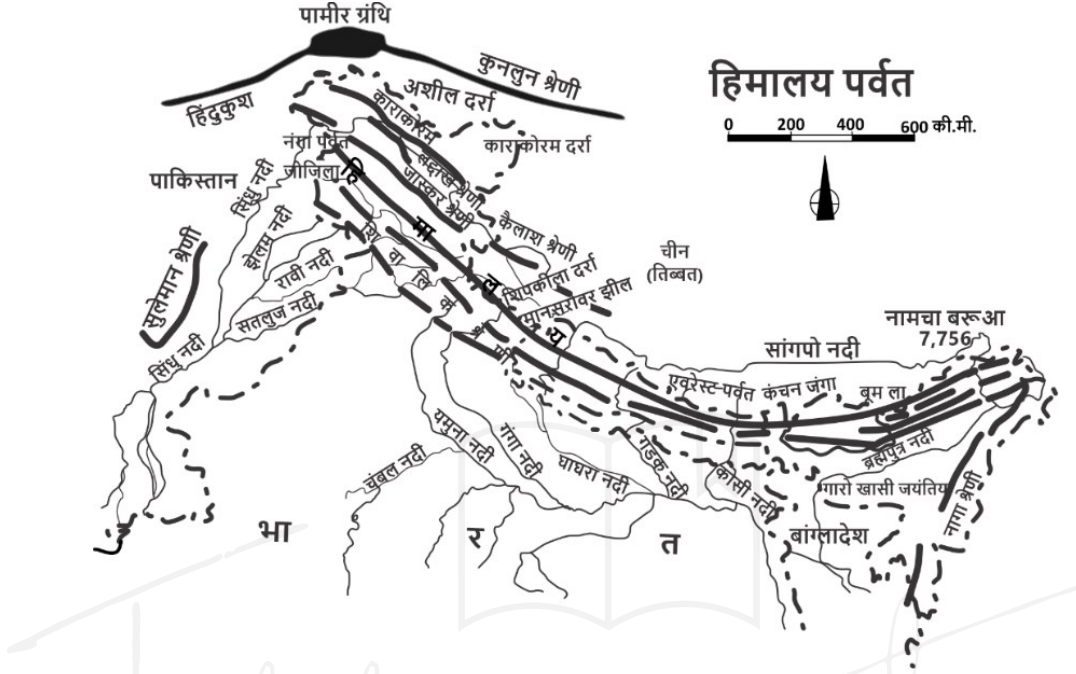 पामीर ग्रंथि
कुनलुन श्रेणी
हिमालय पर्वत
हिंदुकुश
अशील दर्रा
काराकोरम
0 200 400 600 की.मी.
नंगा पर्वत
काराकोरम दर्रा
जोजिला
लद्दाख श्रेणी
जास्कर श्रेणी
पाकिस्तान
सिंधु नदी
हि
मा
ल
य
झेलम नदी
कैलाश श्रेणी
चीन
(तिब्बत)
सुलेमान श्रेणी
रावी नदी
शिवालिक श्रेणी
शिपकीला दर्रा
मानसरोवर झील
सतलुज नदी
सिंधु नदी
नामचा बरूआ
7,756
सांगपो नदी
एवरेस्ट-पर्वत कंचन जंगा
बूम ला
ब्रह्मपुत्र नदी
यमुना नदी
गंगा नदी
चंबल नदी
घाघरा नदी
गंडक नदी
कोसी नदी
गारो खासी जयंतिय
नागा श्रेणी
बांग्लादेश
भा
र
त